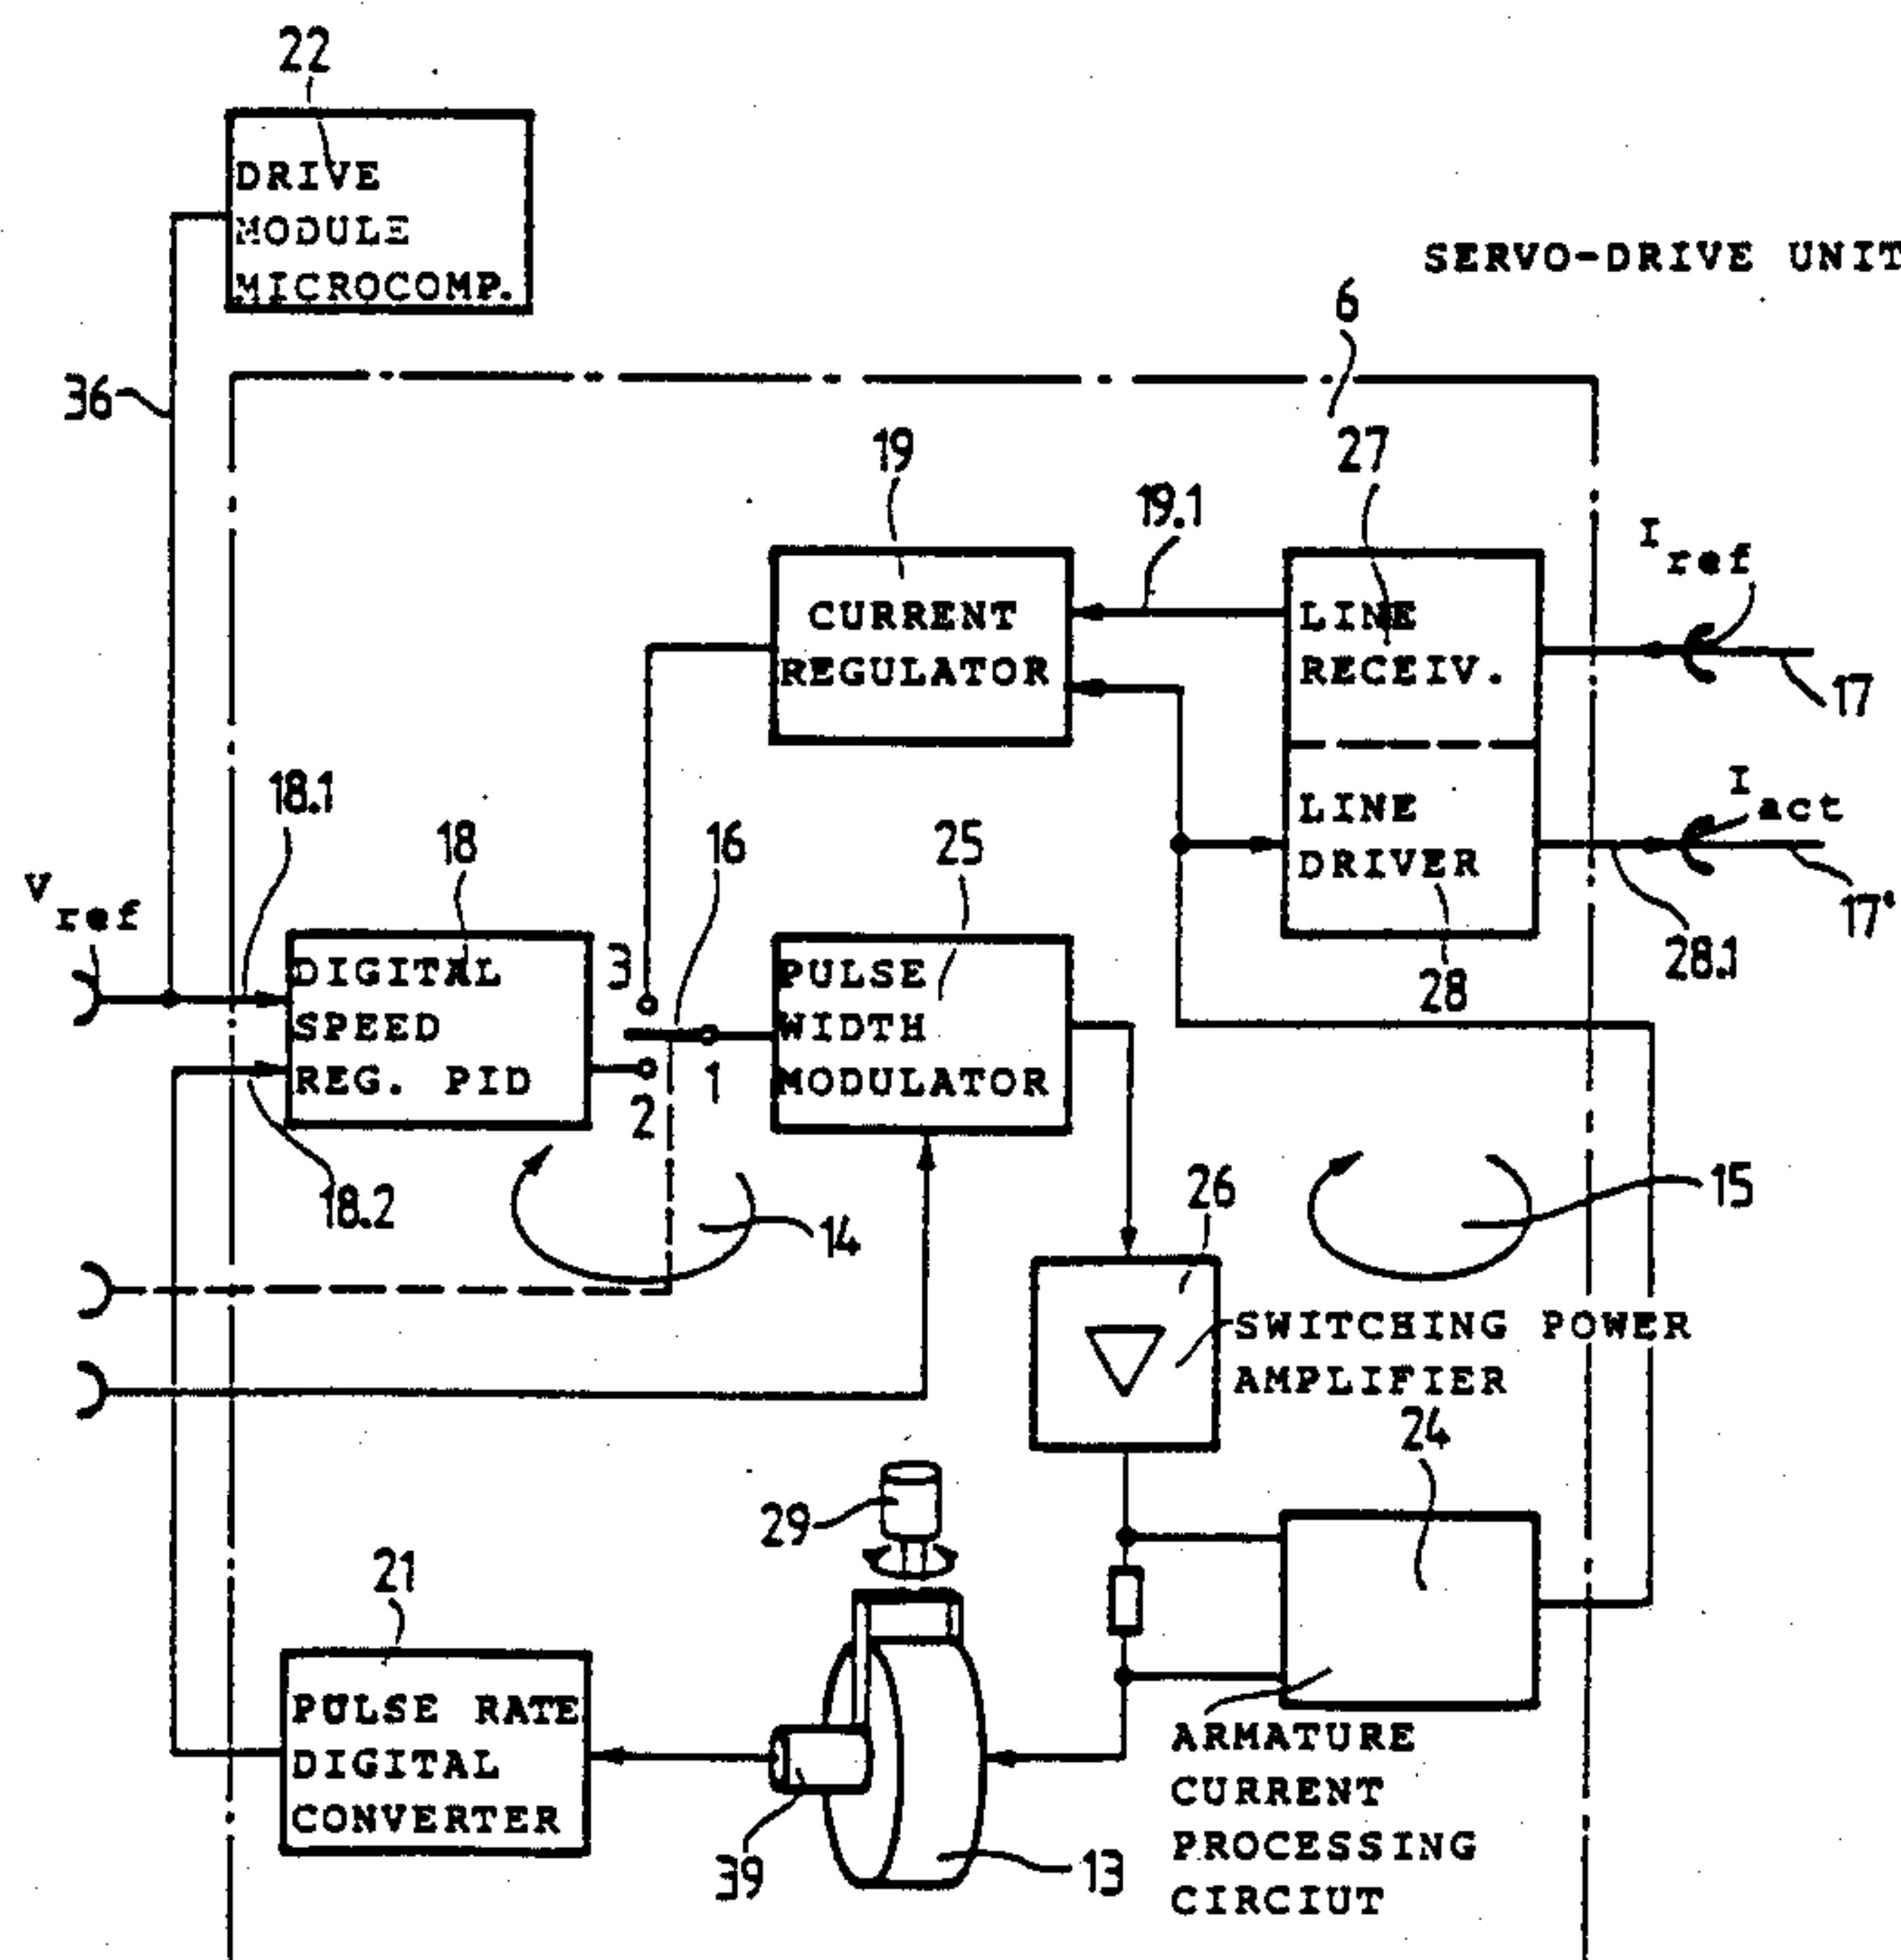 22
DRIVE
MODULE
MICROCOMP.
SERVO-DRIVE UNIT
6
36
19
19.1
27
I ref
CURRENT
REGULATOR
LINE
RECEIV.
17
18.1
18
16
25
LINE
DRIVER
I act
17'
28.1
28
V ref
DIGITAL
SPEED
REG. PID
3
2
1
PULSE
WIDTH
MODULATOR
18.2
14
26
15
SWITCHING POWER
AMPLIFIER
24
29
21
PULSE RATE
DIGITAL
CONVERTER
39
13
ARMATURE
CURRENT
PROCESSING
CIRCIUT